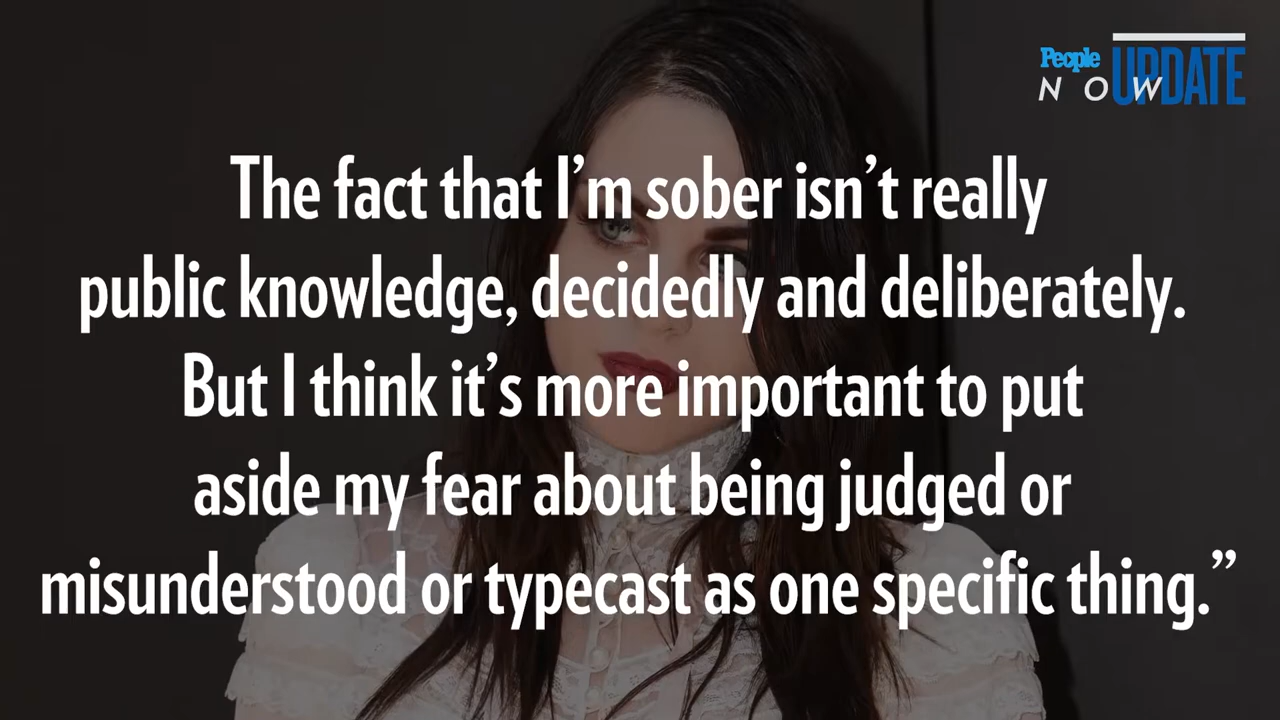 People
NOW UPDATE
The fact that I’m sober isn’t really
public knowledge, decidedly and deliberately.
But I think it’s more important to put
aside my fear about being judged or
misunderstood or typecast as one specific thing.”